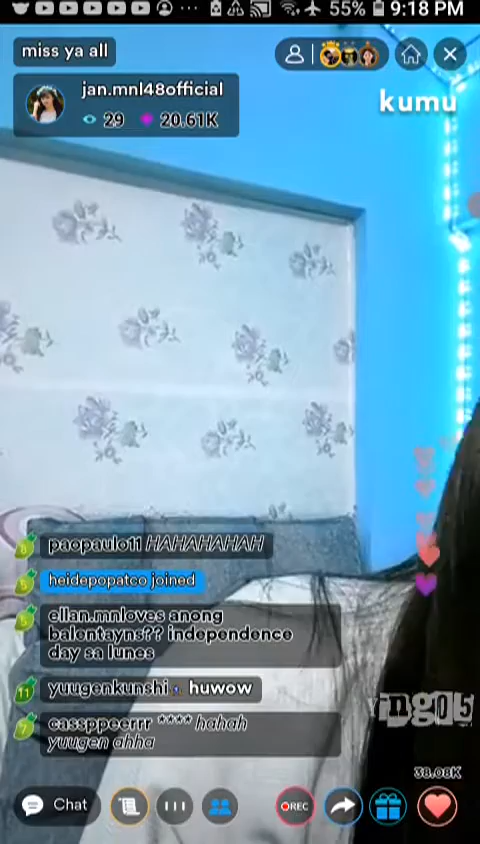 55% 9:18 PM
miss ya all
jan.mnl48official
29 20.61K
kumu
8 paopaulo11 HAHAHAHAH
5 heidepopatco joined
5 ellan.mnloves anong
balentayns?? independence
day sa lunes
11 yuugenkunshi huwow
7 casspppeerrr **** hahah
yuugen ahha
38.08K
Chat
REC